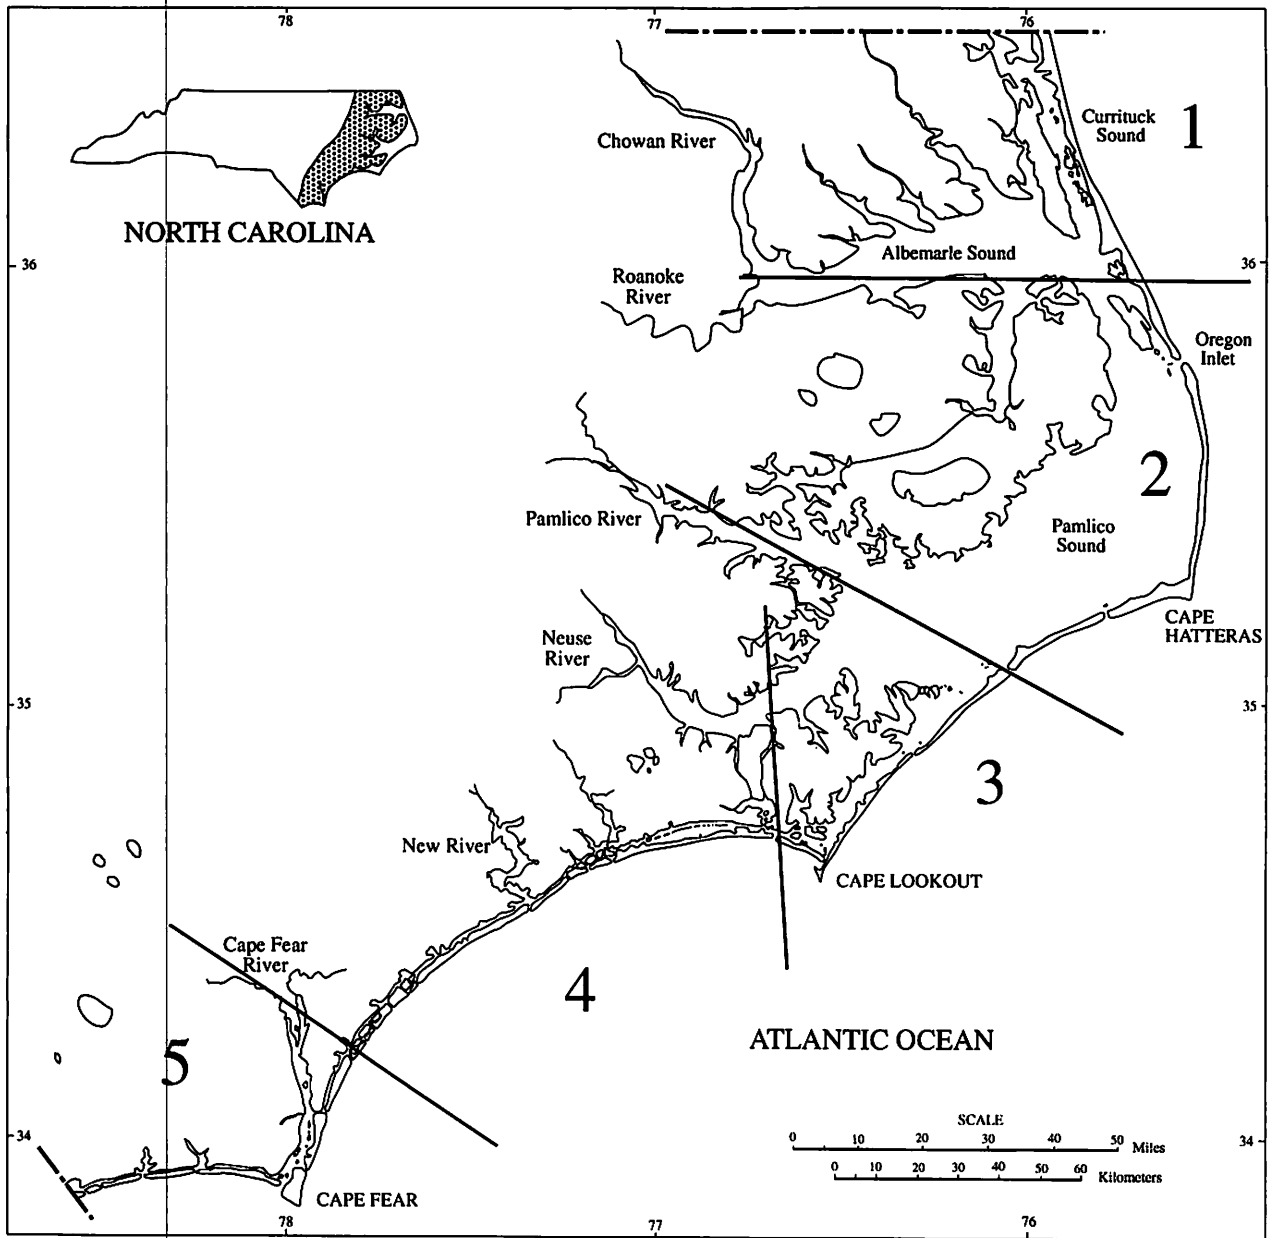 78
77
76
Currituck
Sound
1
Chowan River
NORTH CAROLINA
Albemarle Sound
36
36
Roanoke
River
Oregon
Inlet
2
Pamlico River
Pamlico
Sound
CAPE
HATTERAS
Neuse
River
35
35
3
New River
CAPE LOOKOUT
Cape Fear
River
4
ATLANTIC OCEAN
5
SCALE
34
34
0 10 20 30 40 50 Miles
0 10 20 30 40 50 60 Kilometers
CAPE FEAR
78
77
76